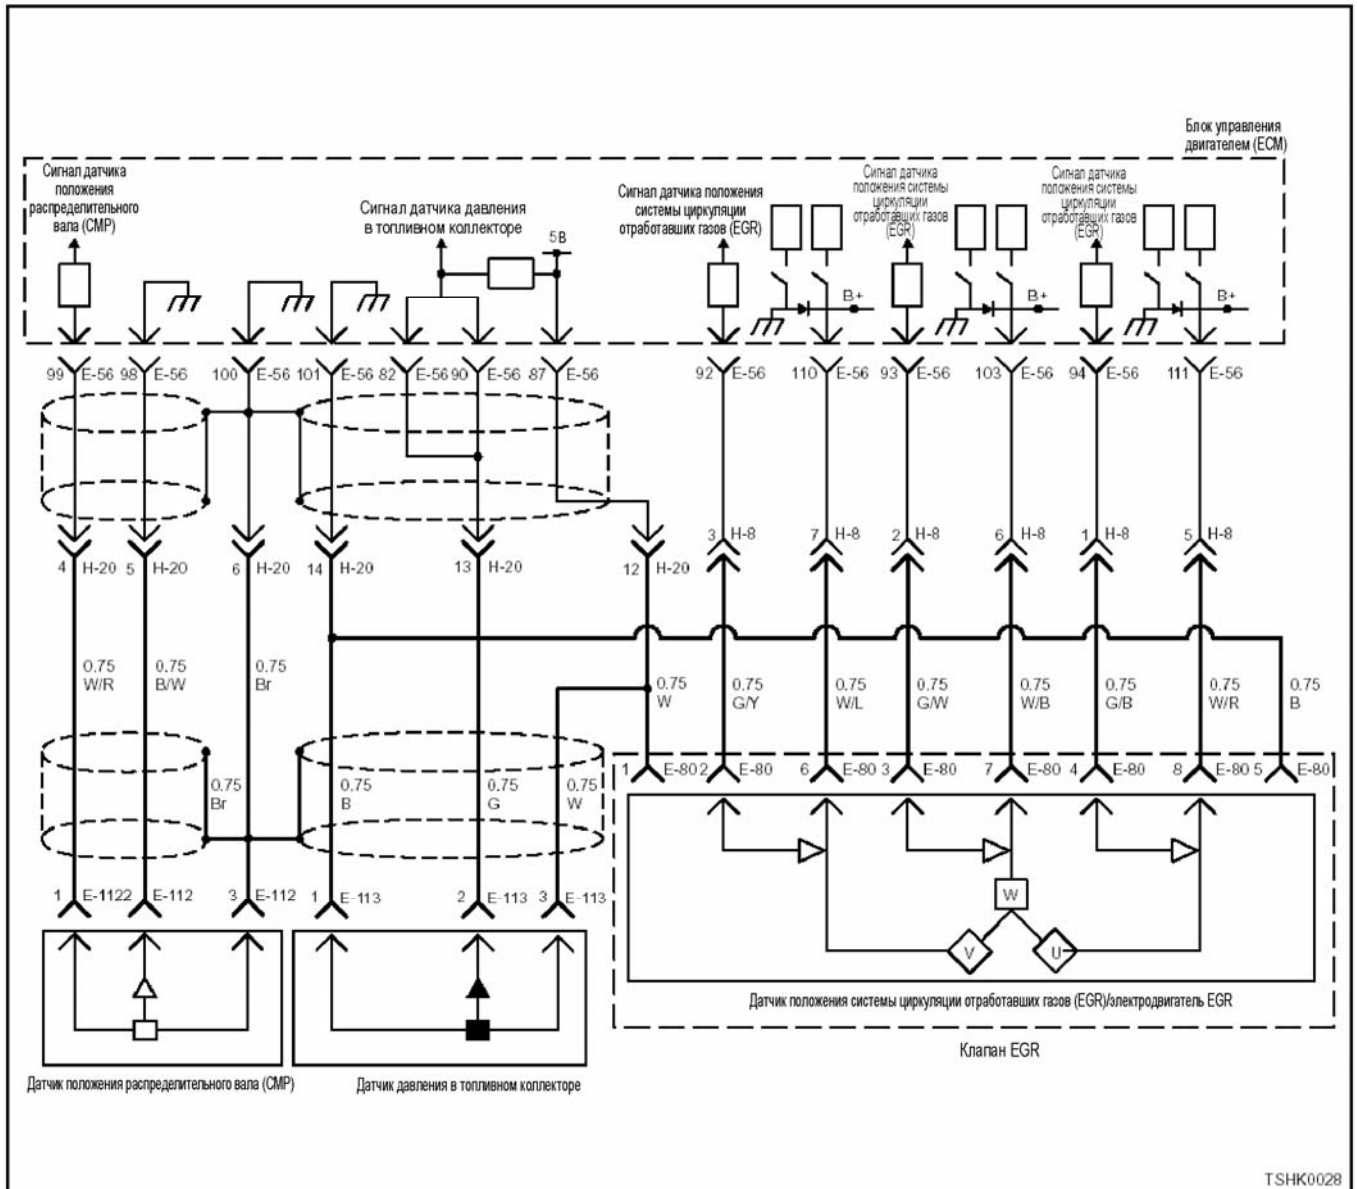 Блок управления
двигателем (ECM)
Сигнал датчика
положения
распределительного
вала (CMP)
Сигнал датчика давления
в топливном коллекторе
5В
Сигнал датчика положения
системы циркуляции
отработавших газов (EGR)
B+
Сигнал датчика
положения системы
циркуляции
отработавших газов
(EGR)
B+
Сигнал датчика
положения системы
циркуляции
отработавших газов
(EGR)
B+
99 E-56 98 E-56 100 E-56 101 E-56 82 E-56 90 E-56 87 E-56 92 E-56 110 E-56 93 E-56 103 E-56 94 E-56 111 E-56
3 H-8 7 H-8 2 H-8 6 H-8 1 H-8 5 H-8
4 H-20 5 H-20 6 H-20 14 H-20 13 H-20 12 H-20
0.75
W/R
0.75
B/W
0.75
Br
0.75
W
0.75
G/Y
0.75
W/L
0.75
G/W
0.75
W/B
0.75
G/B
0.75
W/R
0.75
B
1 E-80 2 E-80 6 E-80 3 E-80 7 E-80 4 E-80 8 E-80 5 E-80
0.75
Br
0.75
B
0.75
G
0.75
W
1 E-112 2 E-112 3 E-112 1 E-113 2 E-113 3 E-113
W
V U
Датчик положения системы циркуляции отработавших газов (EGR)/электродвигатель EGR
Клапан EGR
Датчик положения распределительного вала (CMP)
Датчик давления в топливном коллекторе
TSHK0028